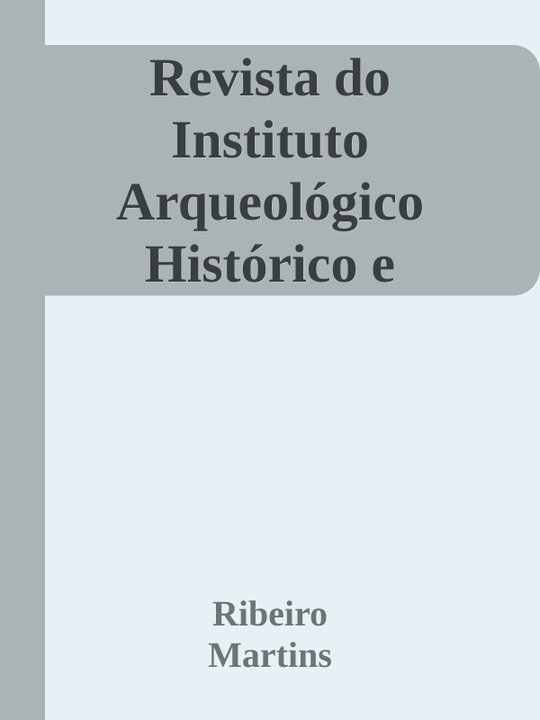 Revista do
Instituto
Arqueológico
Histórico e
Ribeiro
Martins